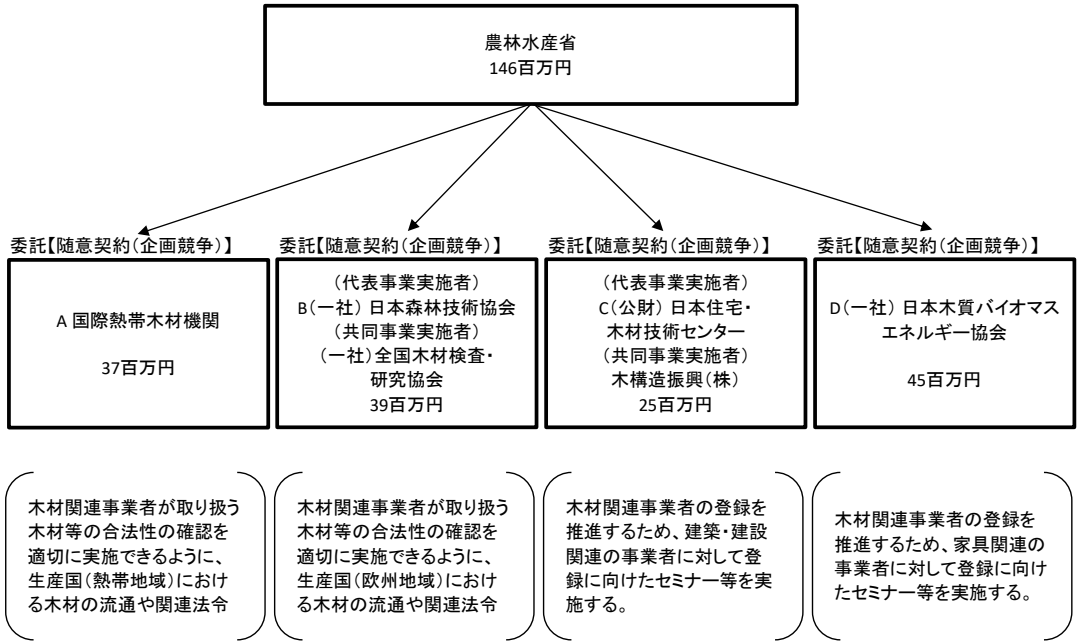 農林水産省
146百万円
委託【随意契約(企画競争)】
A 国際熱帯木材機関
37百万円
木材関連事業者が取り扱う
木材等の合法性の確認を
適切に実施できるように、
生産国(熱帯地域)におけ
る木材の流通や関連法令
委託【随意契約(企画競争)】
(代表事業実施者)
B(一社) 日本森林技術協会
(共同事業実施者)
(一社)全国木材検査・
研究協会
39百万円
木材関連事業者が取り扱う
木材等の合法性の確認を
適切に実施できるように、
生産国(欧州地域)におけ
る木材の流通や関連法令
委託【随意契約(企画競争)】
(代表事業実施者)
C(公財) 日本住宅・
木材技術センター
(共同事業実施者)
木構造振興(株)
25百万円
木材関連事業者の登録を
推進するため、建築・建設
関連の事業者に対して登
録に向けたセミナー等を実
施する。
委託【随意契約(企画競争)】
D(一社) 日本木質バイオマス
エネルギー協会
45百万円
木材関連事業者の登録を
推進するため、家具関連の
事業者に対して登録に向け
たセミナー等を実施する。